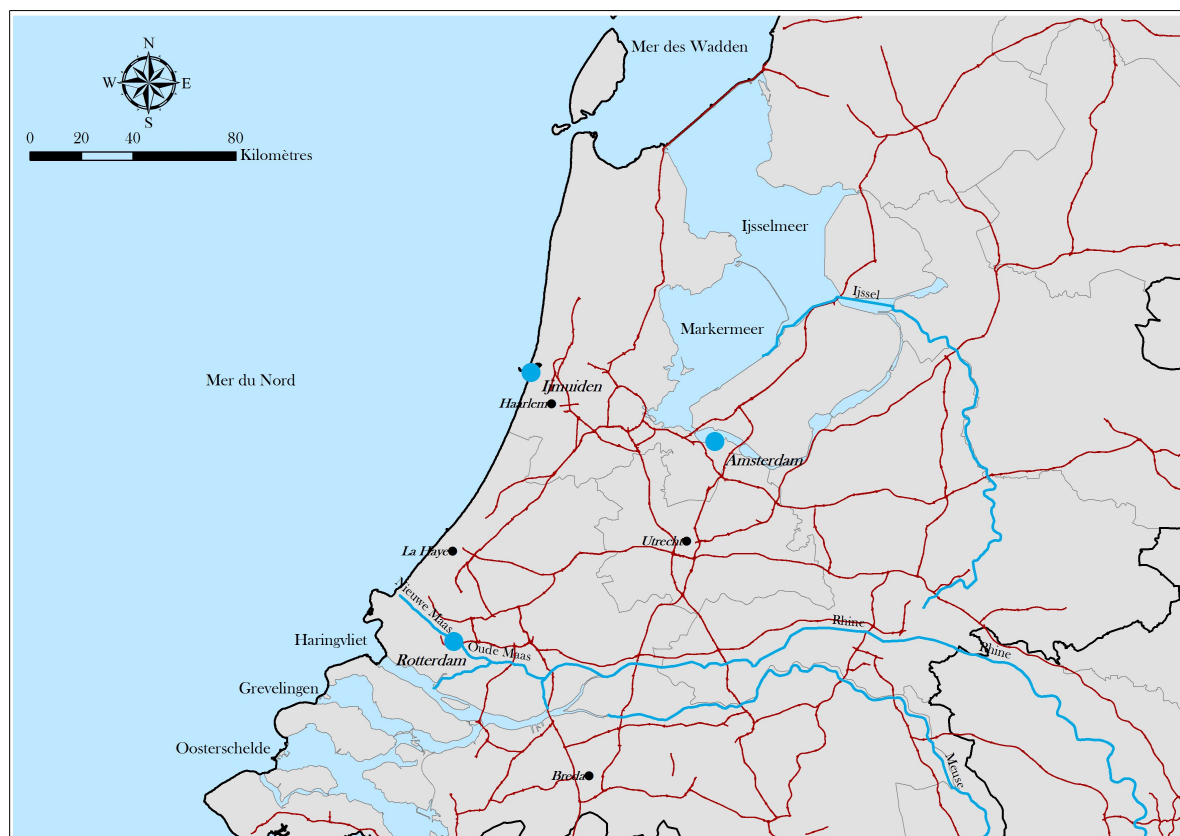 Mer des Wadden
N
W
E
S
0
20
40
80
Kilomètres
Ijsselmeer
Ijssel
Markermeer
Mer du Nord
Ijmuiden
Haarlem
Amsterdam
La Haye
Utrecht
Nieuwe Maas
Rhine
Haringvliet
Oude Maas
Rhine
Rotterdam
Grevelingen
Oosterschelde
Meuse
Breda